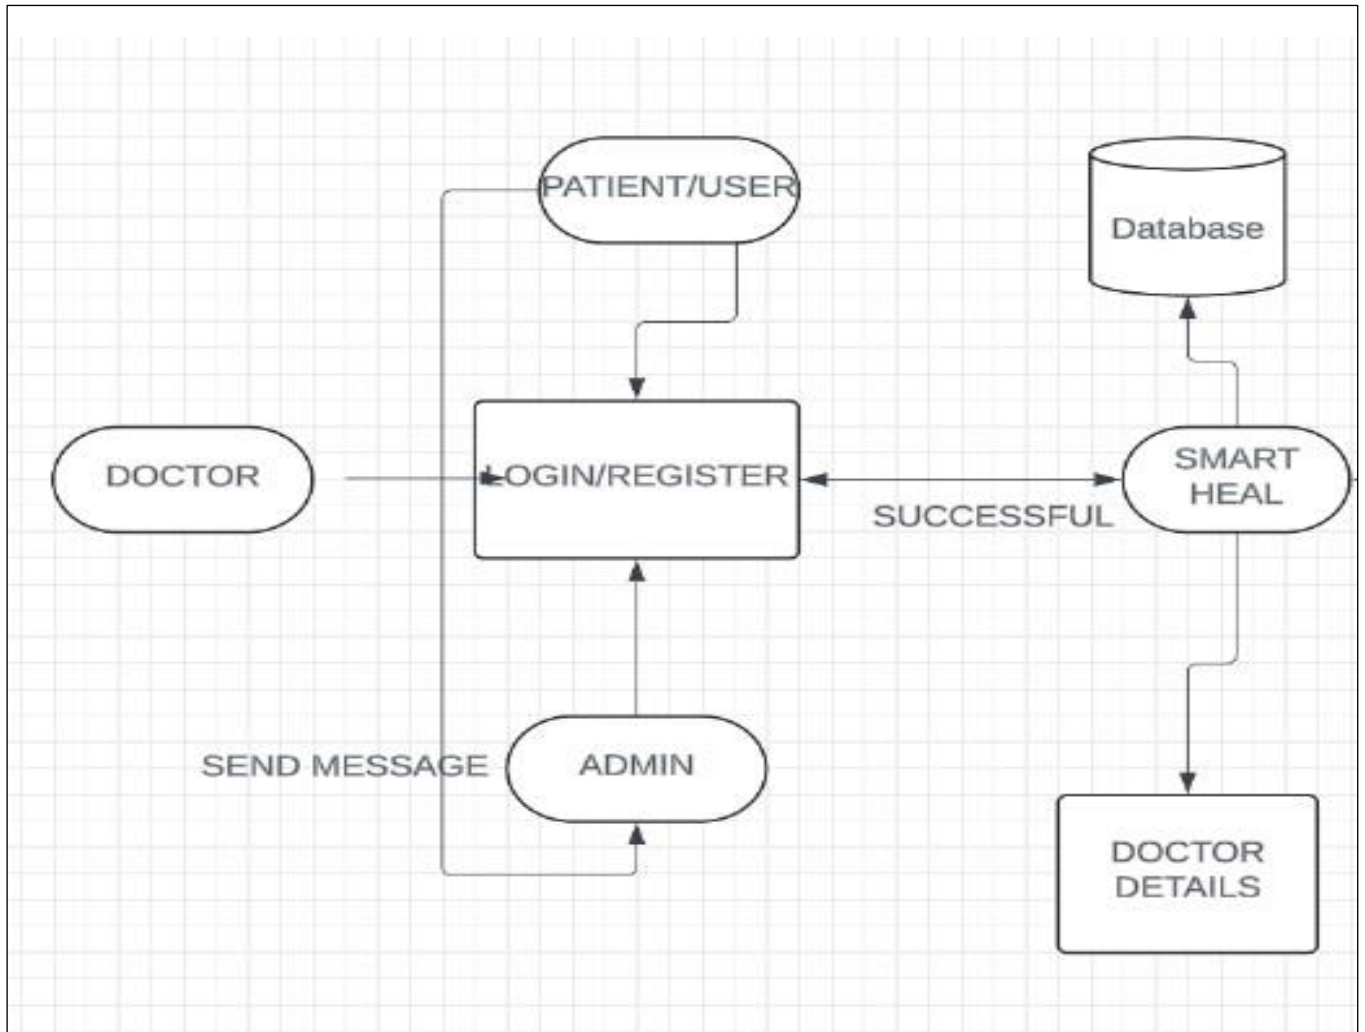 PATIENT/USER
Database
DOCTOR
LOGIN/REGISTER
SUCCESSFUL
SMART
HEAL
SEND MESSAGE
ADMIN
DOCTOR
DETAILS